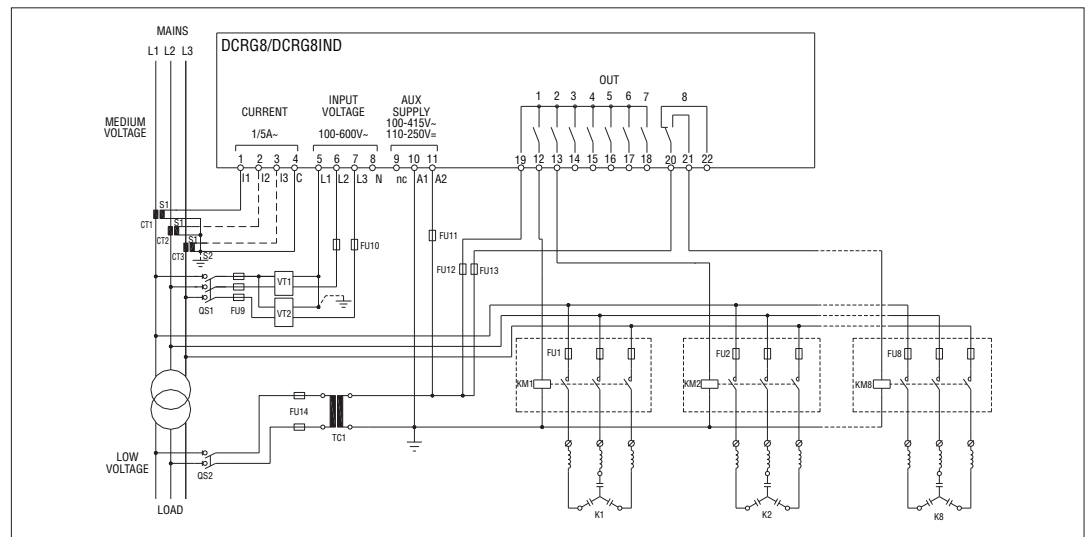 MAINS
L1 L2 L3
DCRG8/DCRG8IND
OUT
1 2 3 4 5 6 7 8
CURRENT
1/5A~
INPUT
VOLTAGE
100-600V~
AUX
SUPPLY
100-415V~
110-250V=
MEDIUM
VOLTAGE
1 2 3 4 5 6 7 8 9 10 11 19 12 13 14 15 16 17 18 20 21 22
I1 I2 I3 C L1 L2 L3 N nc A1 A2
S1
CT1
S1
CT2
S1
CT3
S2
FU10
FU11
FU12
FU13
QS1
FU9
VT1
VT2
FU1
FU2
FU8
KM1
KM2
KM8
FU14
TC1
LOW
VOLTAGE
QS2
LOAD
K1
K2
K8